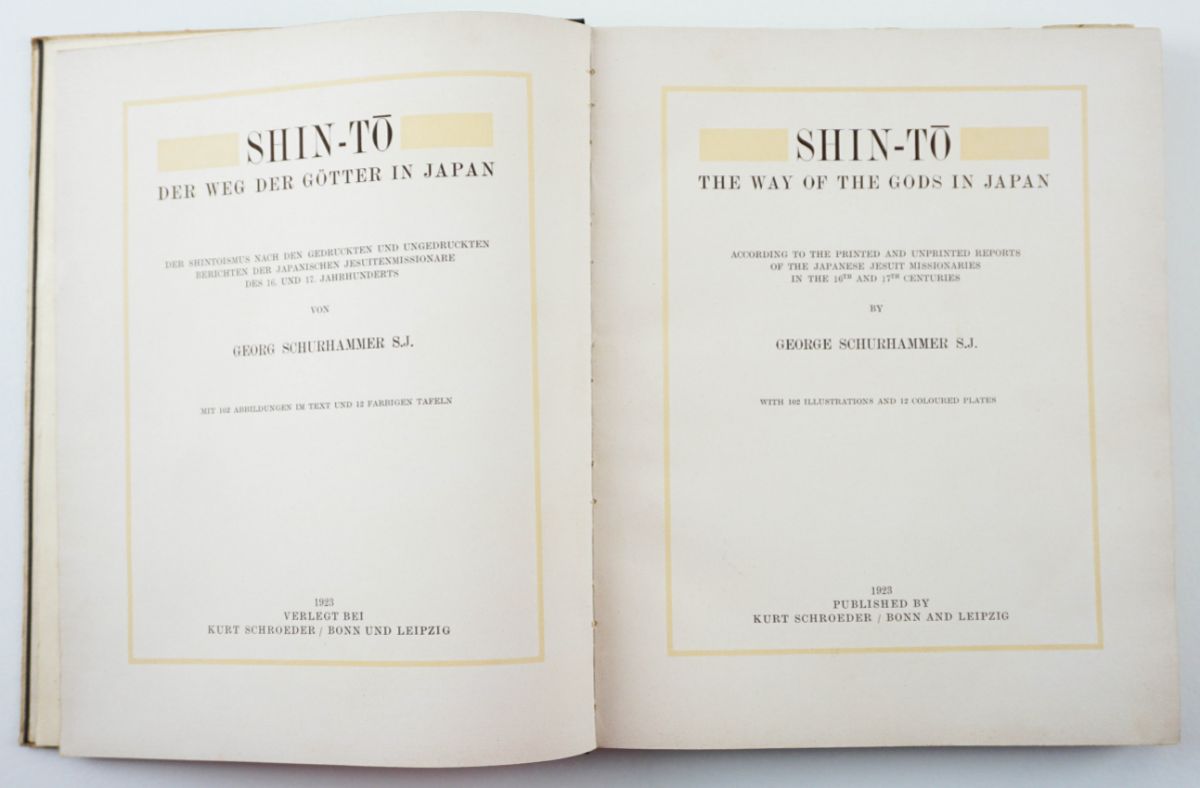 SHIN-TŌ
DER WEG DER GÖTTER IN JAPAN
DER SHINTOISMUS NACH DEN GEDRUCKTEN UND UNGEDRUCKTEN
BERICHTEN DER JAPANISCHEN JESUITENMISSIONARE
DES 16. UND 17. JAHRHUNDERTS
VON
GEORG SCHURHAMMER S.J.
MIT 102 ABBILDUNGEN IM TEXT UND 12 FARBIGEN TAFELN
1923
VERLEGT BEI
KURT SCHROEDER / BONN UND LEIPZIG
SHIN-TŌ
THE WAY OF THE GODS IN JAPAN
ACCORDING TO THE PRINTED AND UNPRINTED REPORTS
OF THE JAPANESE JESUIT MISSIONARIES
IN THE 16TH AND 17TH CENTURIES
BY
GEORGE SCHURHAMMER S.J.
WITH 102 ILLUSTRATIONS AND 12 COLOURED PLATES
1923
PUBLISHED BY
KURT SCHROEDER / BONN AND LEIPZIG